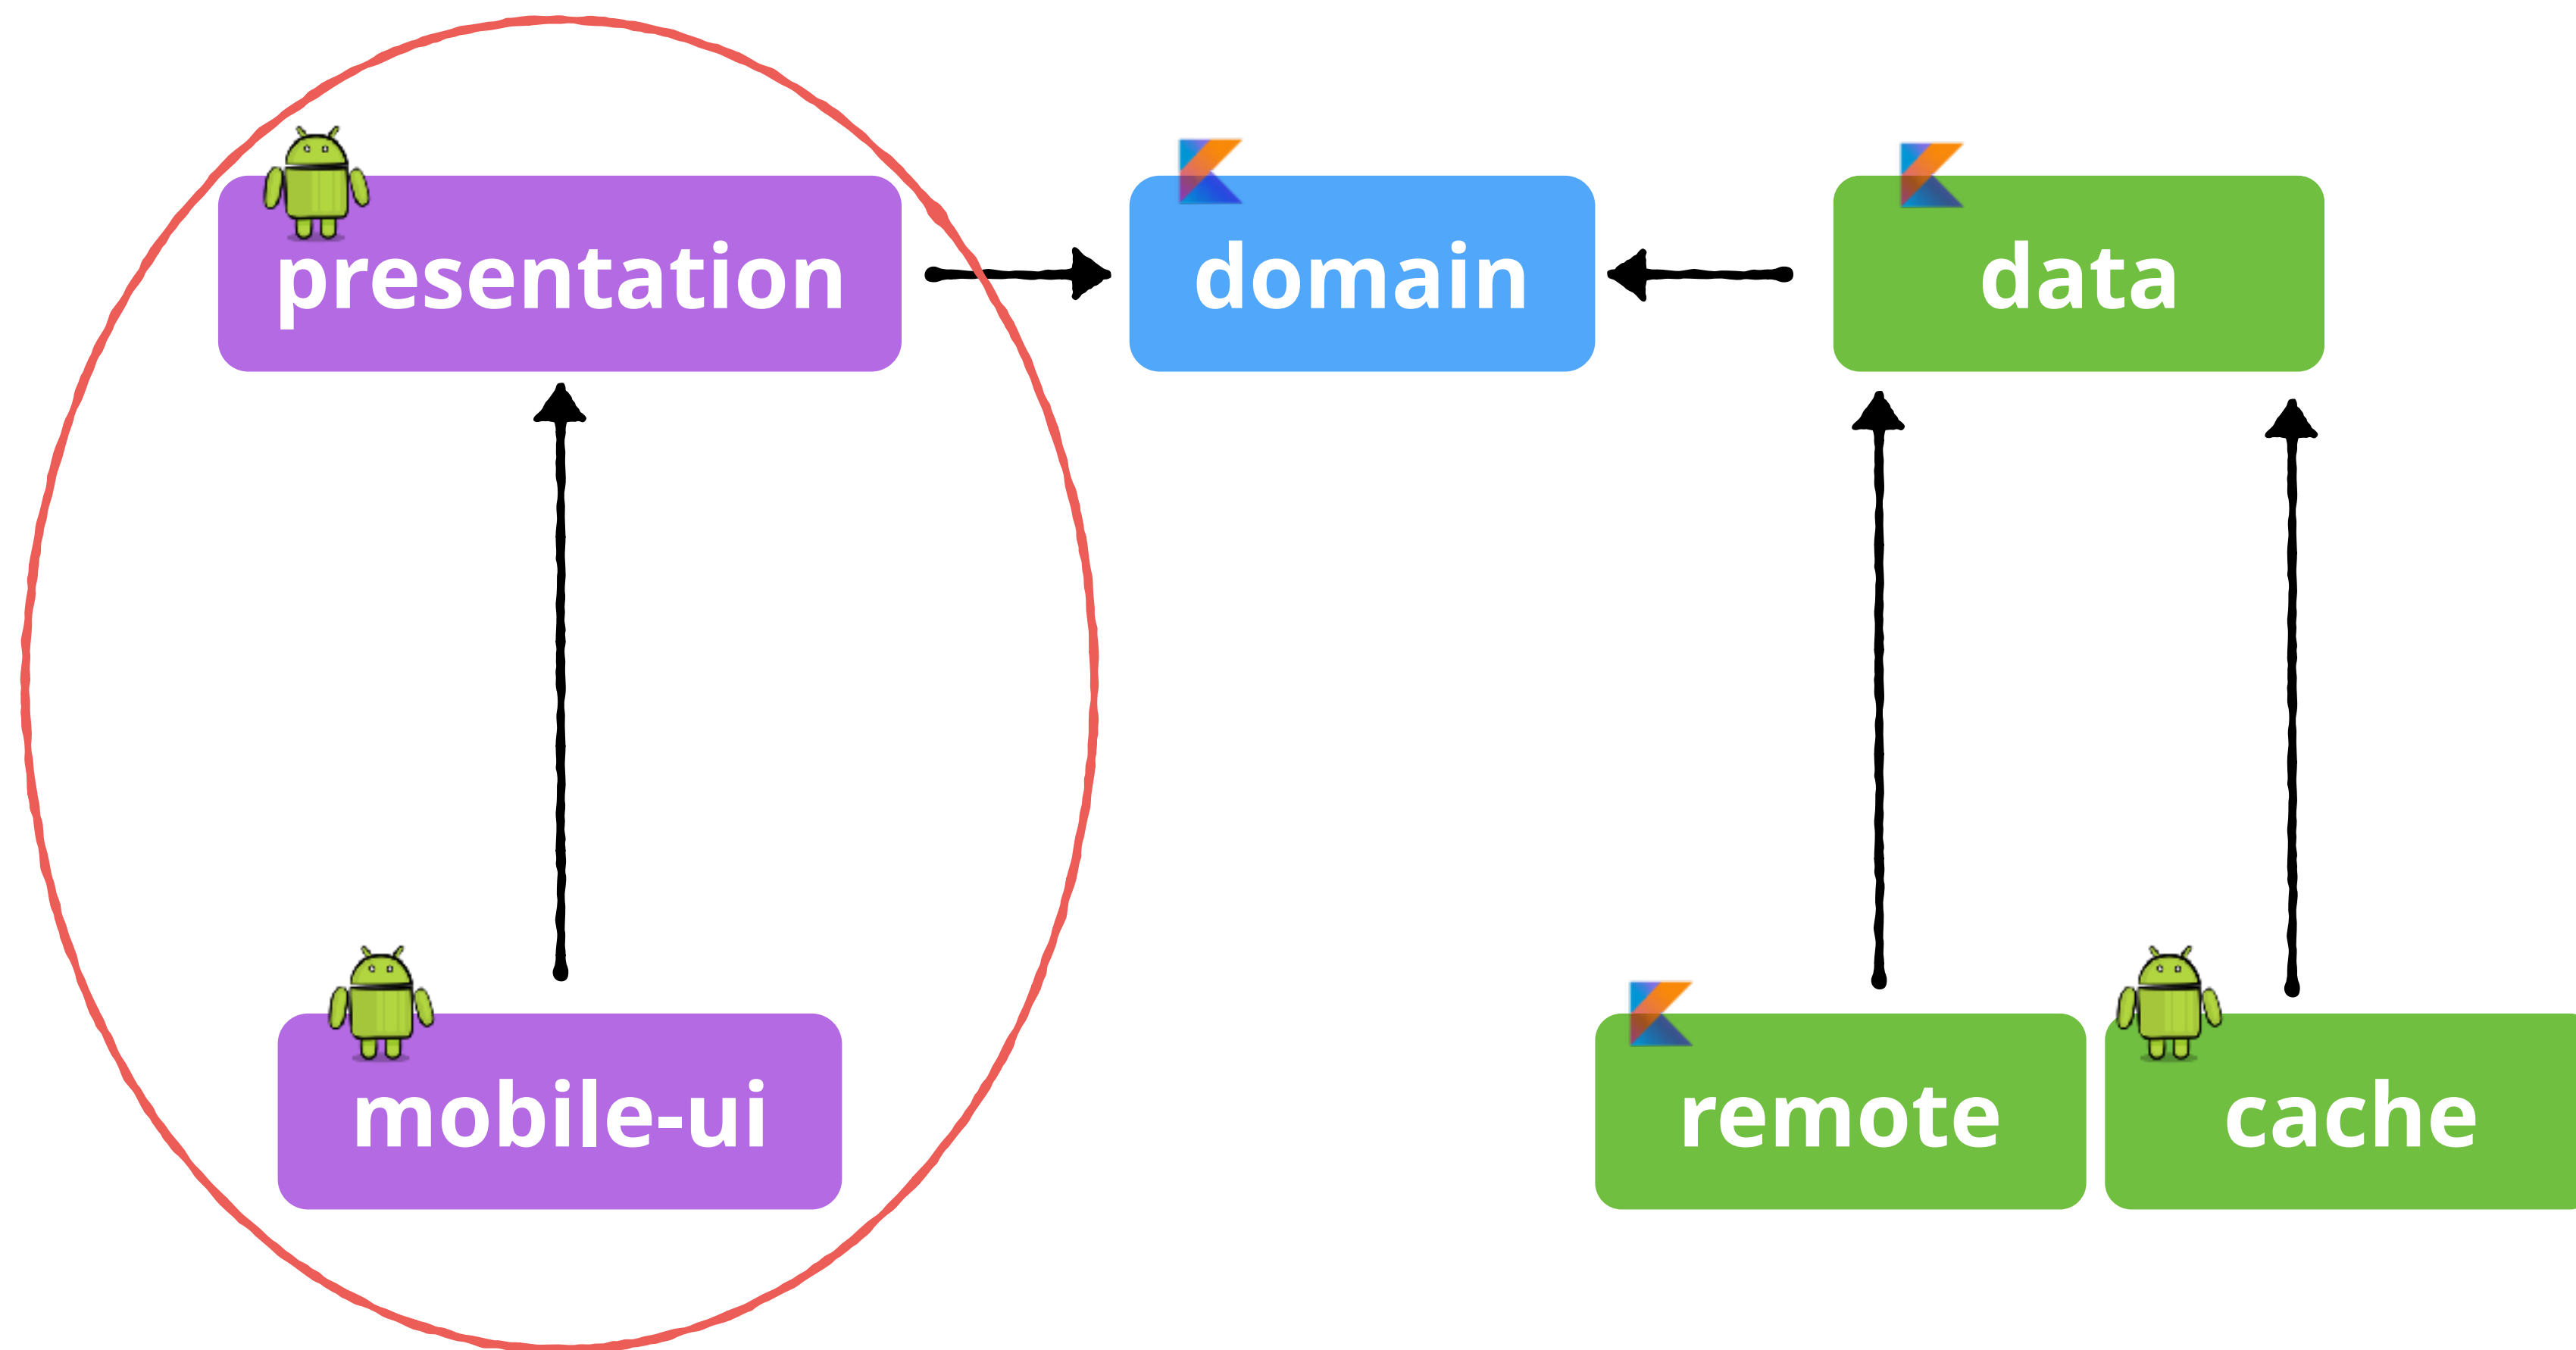 presentation
domain
data
mobile-ui
remote
cache